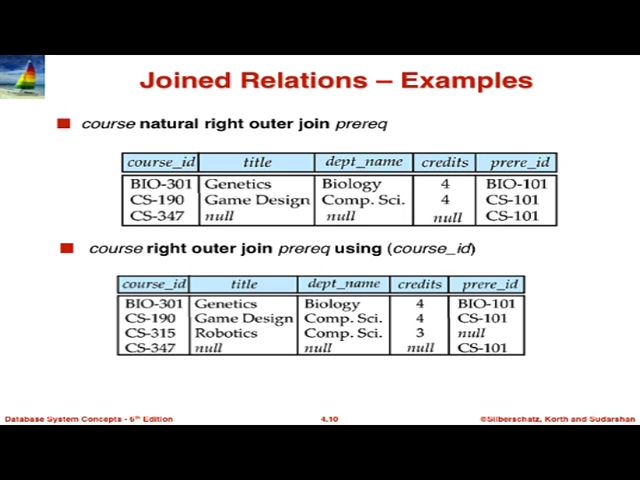 Joined Relations – Examples
course natural right outer join prereq
course_id title dept_name credits prere_id
BIO-301 Genetics Biology 4 BIO-101
CS-190 Game Design Comp. Sci. 4 CS-101
CS-347 null null null CS-101
course right outer join prereq using (course_id)
course_id title dept_name credits prere_id
BIO-301 Genetics Biology 4 BIO-101
CS-190 Game Design Comp. Sci. 4 CS-101
CS-315 Robotics Comp. Sci. 3 null
CS-347 null null null CS-101
Database System Concepts - 6th Edition 4.10 ©Silberschatz, Korth and Sudarshan